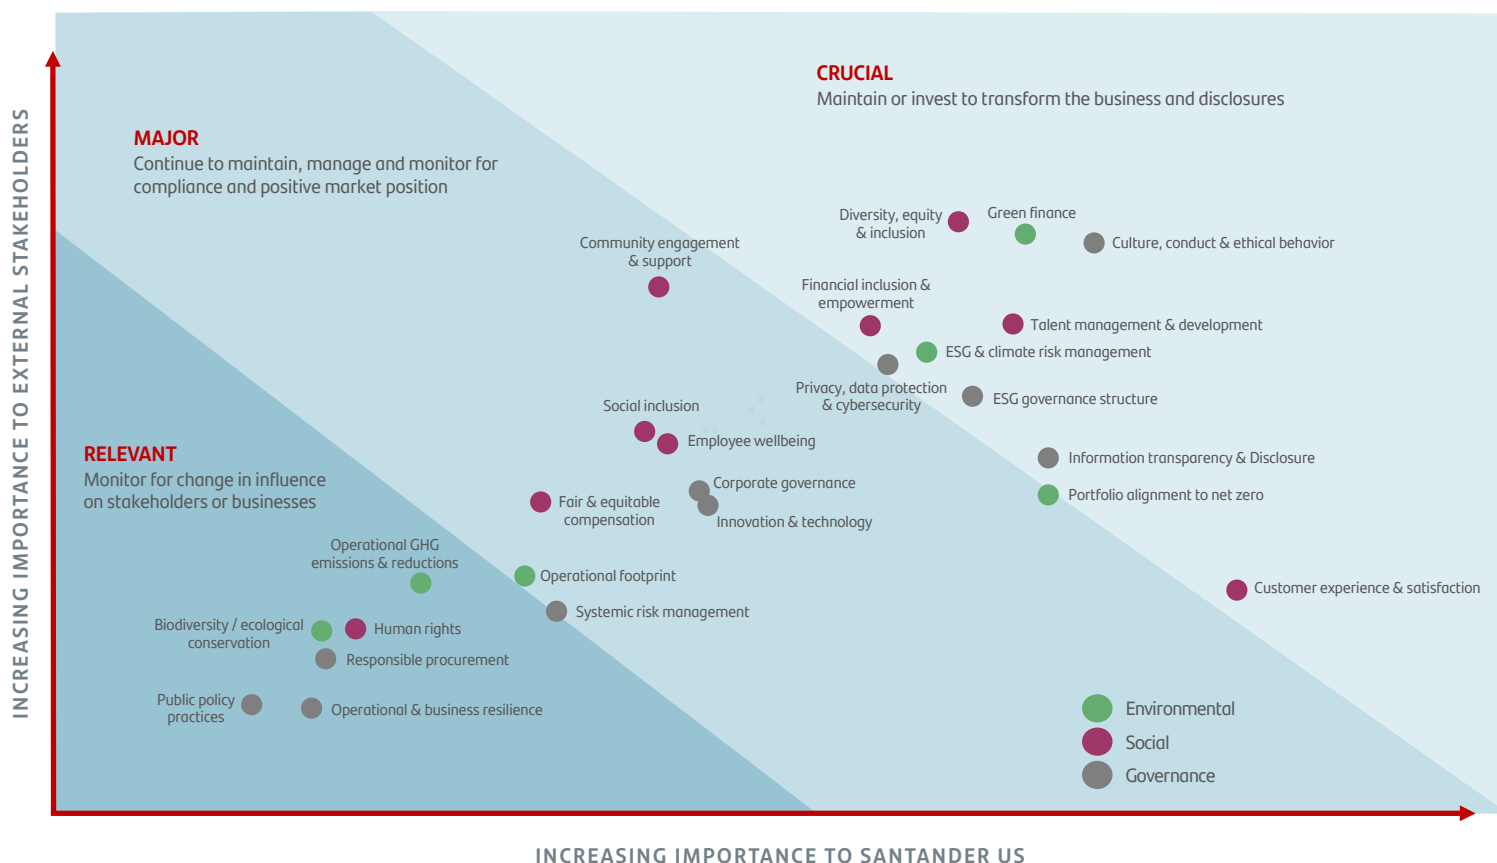 INCREASING IMPORTANCE TO EXTERNAL STAKEHOLDERS
CRUCIAL
Maintain or invest to transform the business and disclosures
MAJOR
Continue to maintain, manage and monitor for
compliance and positive market position
Diversity, equity
& inclusion
Green finance
Culture, conduct & ethical behavior
Community engagement
& support
Financial inclusion &
empowerment
Talent management & development
ESG & climate risk management
Privacy, data protection
& cybersecurity
ESG governance structure
Social inclusion
Employee wellbeing
RELEVANT
Monitor for change in influence
on stakeholders or businesses
Information transparency & Disclosure
Corporate governance
Portfolio alignment to net zero
Fair & equitable
compensation
Innovation & technology
Operational GHG
emissions & reductions
Operational footprint
Customer experience & satisfaction
Systemic risk management
Biodiversity / ecological
conservation
Human rights
Responsible procurement
Public policy
practices
Operational & business resilience
Environmental
Social
Governance
INCREASING IMPORTANCE TO SANTANDER US